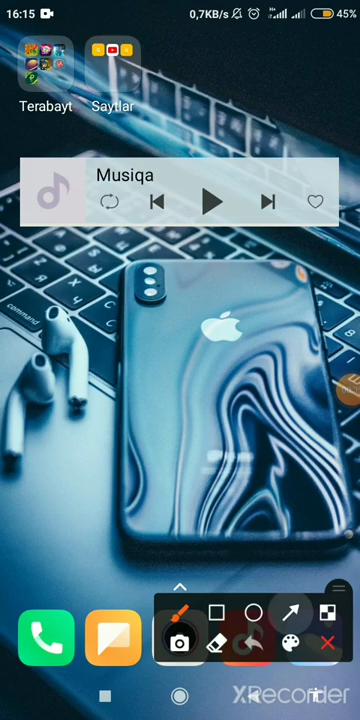 16:15
0,7KB/s
45%
Terabayt
Saytlar
Musiqa
command
XRecorder